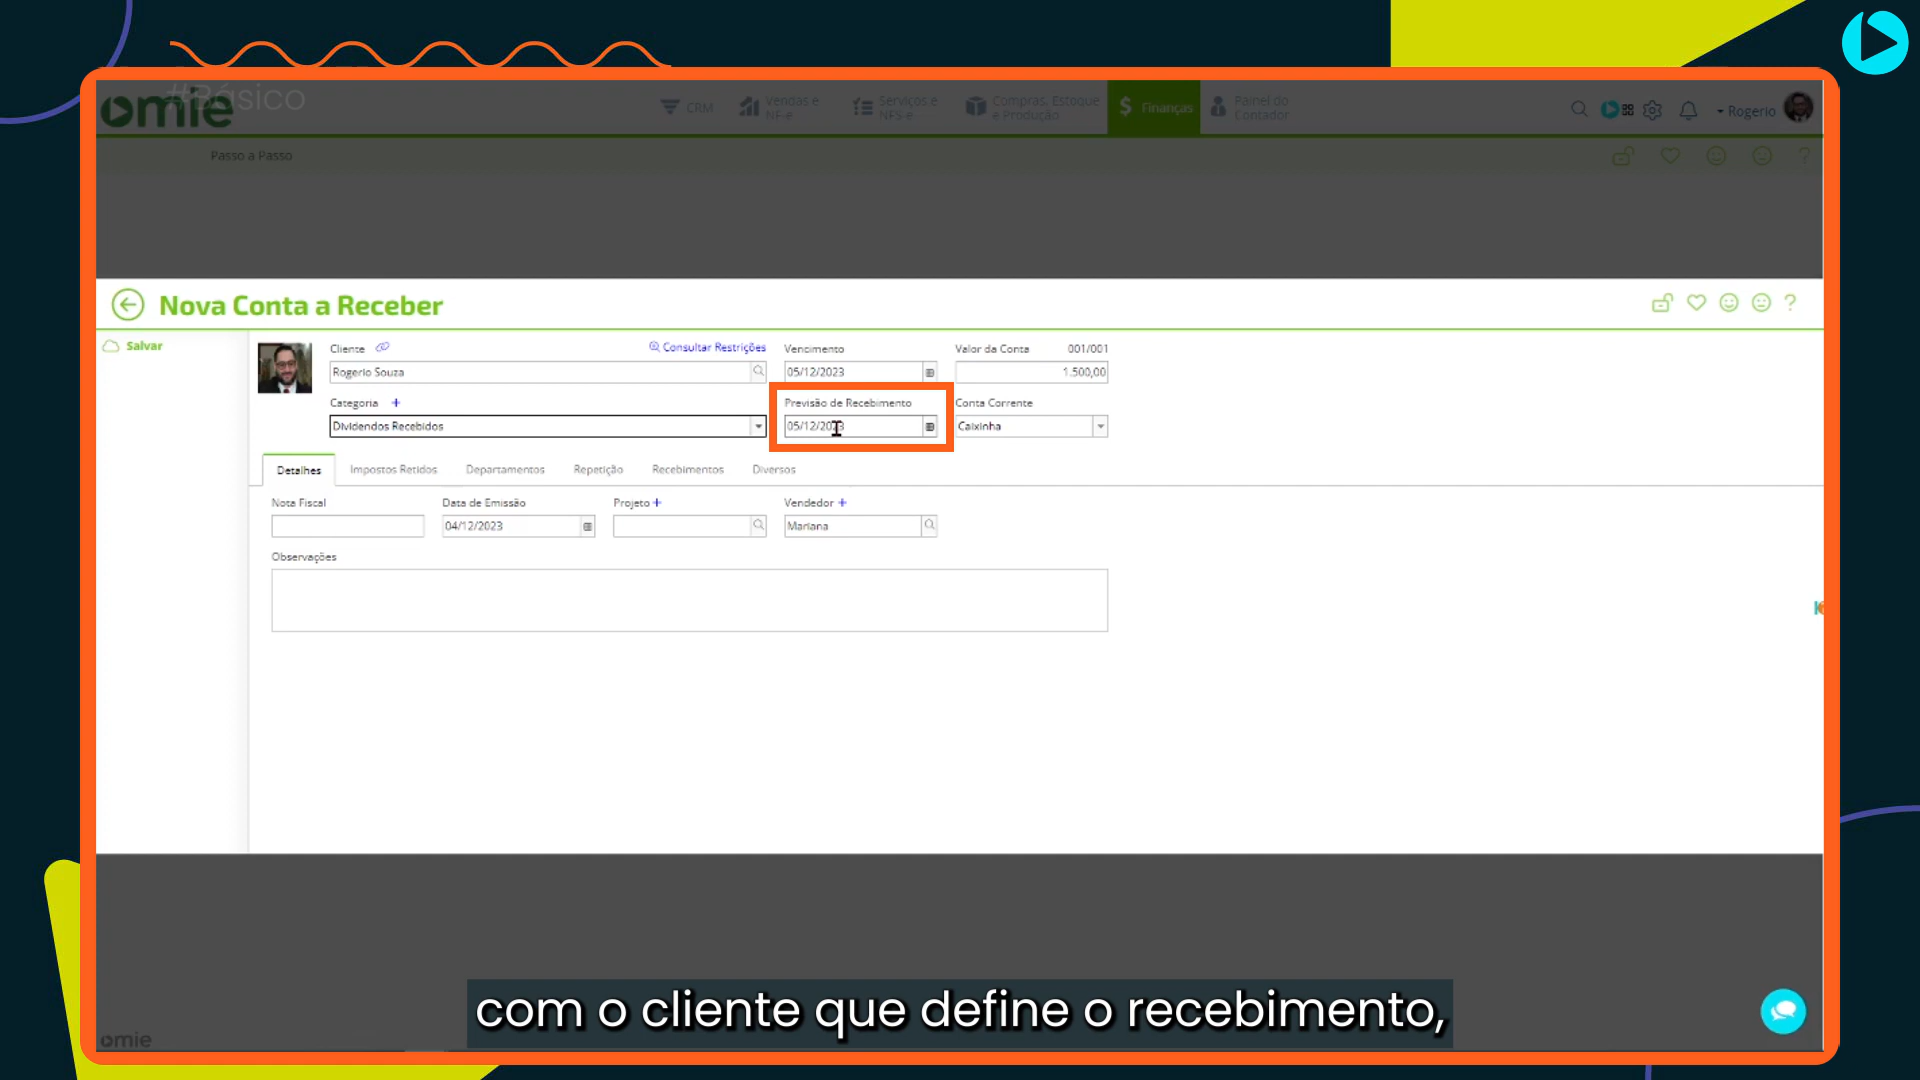 #Básico
omie
CRM
Vendas e
NF-e
Serviços e
NFS-e
Compras, Estoque
e Produção
$ Finanças
Painel do
Contador
Rogerio
Passo a Passo
?
Nova Conta a Receber
?
Salvar
Cliente
Consultar Restrições
Vencimento
Valor da Conta 001/001
Rogerio Souza
05/12/2023
1.500,00
Categoria +
Previsão de Recebimento
Conta Corrente
Dividendos Recebidos
05/12/2023
Caixinha
Detalhes
Impostos Retidos
Departamentos
Repetição
Recebimentos
Diversos
Nota Fiscal
Data de Emissão
Projeto +
Vendedor +
04/12/2023
Mariana
Observações
com o cliente que define o recebimento,
omie